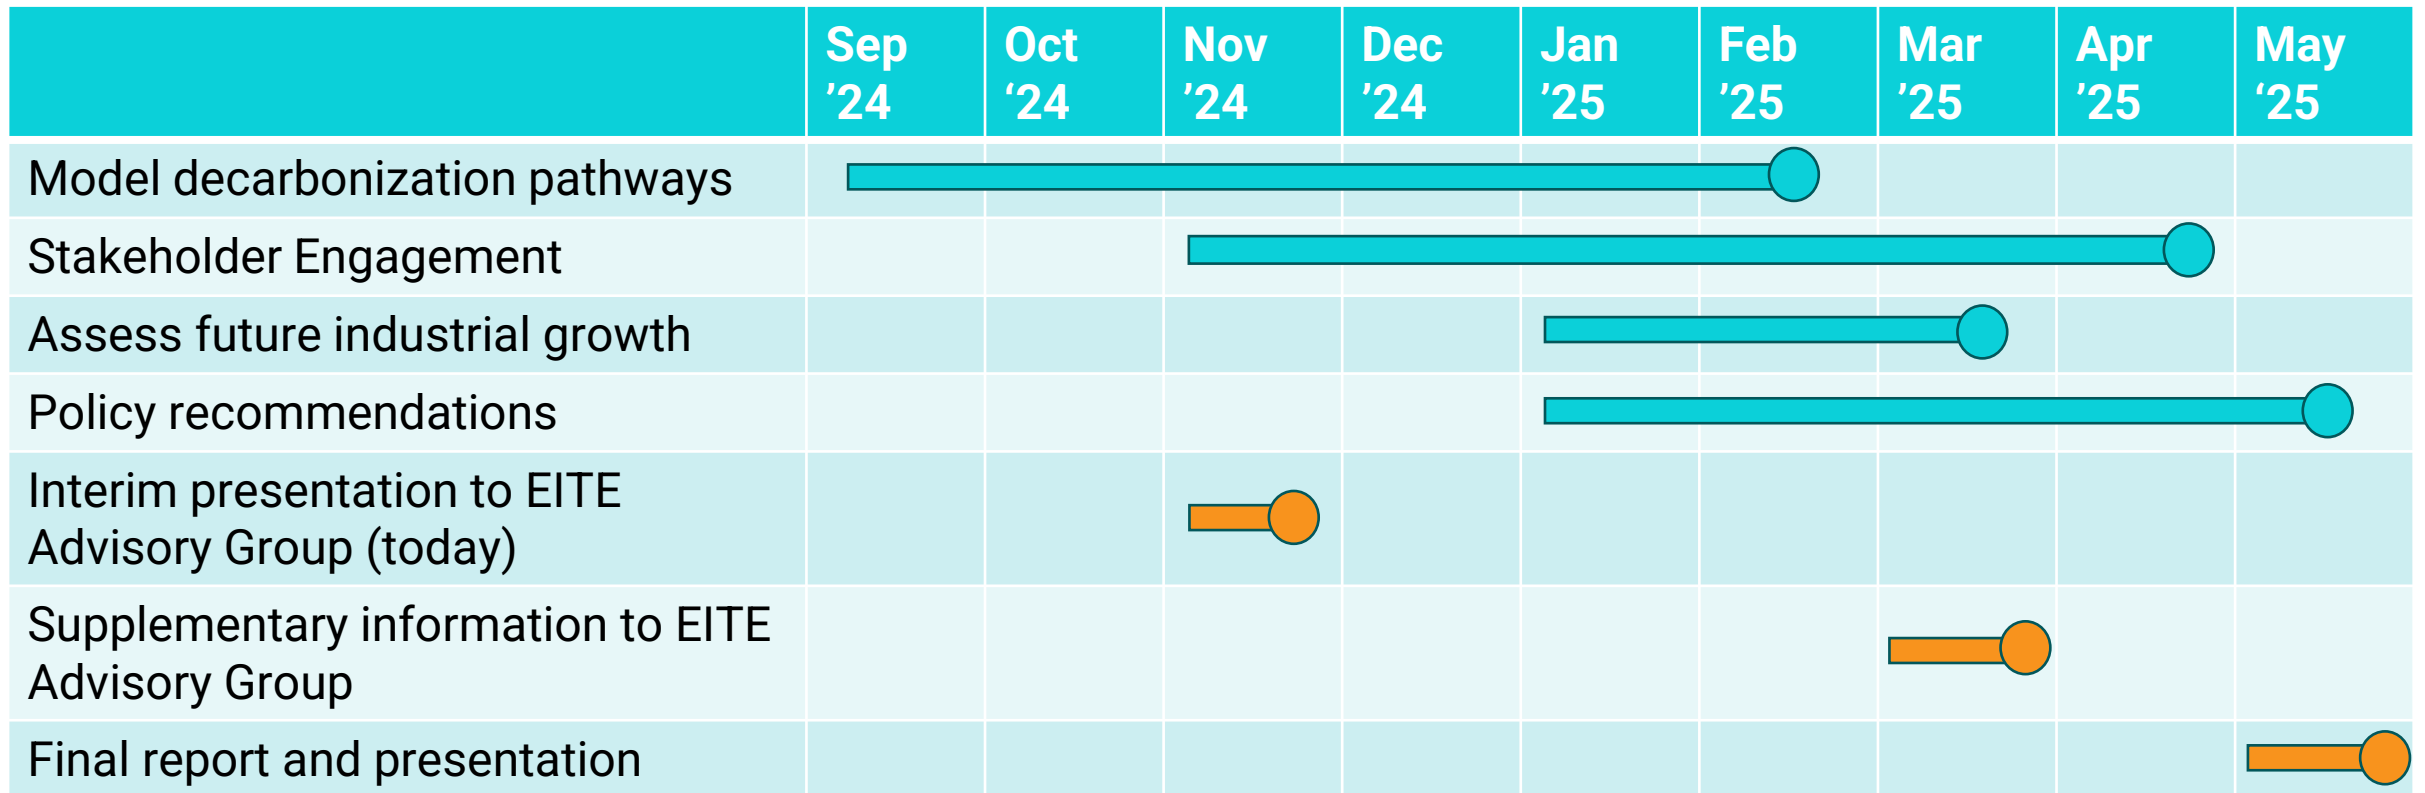 Sep Oct Nov Dec Jan Feb Mar Apr May
’24 ‘24 ’24 ’24 ’25 ’25 ’25 ’25 ‘25
Model decarbonization pathways
Stakeholder Engagement
Assess future industrial growth
Policy recommendations
Interim presentation to EITE
Advisory Group (today)
Supplementary information to EITE
Advisory Group
Final report and presentation